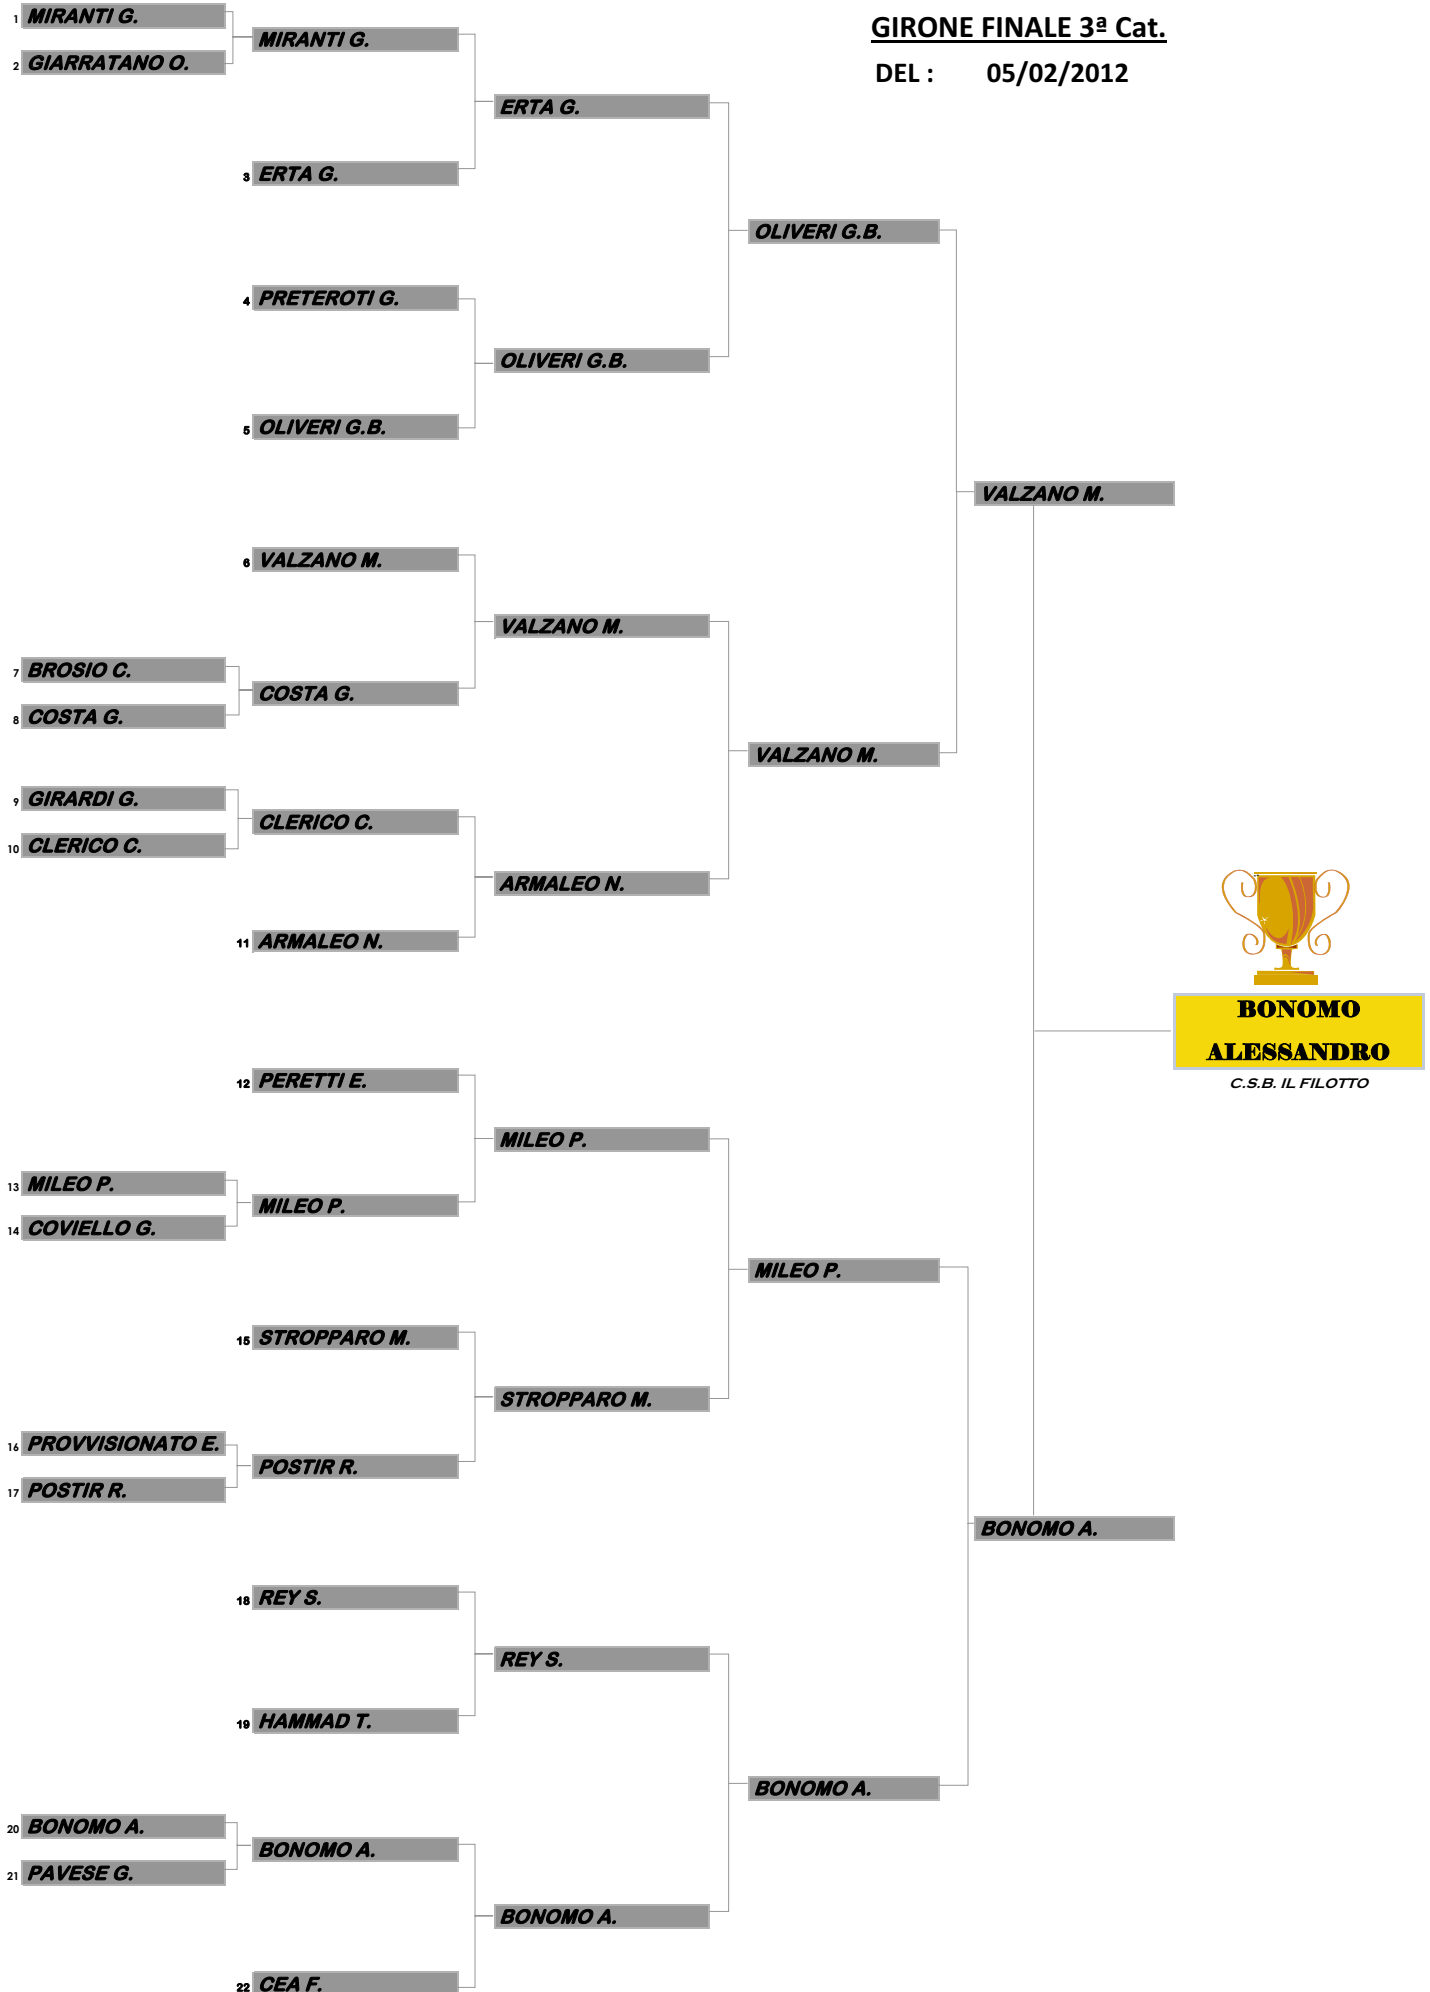 GIRONE FINALE 3ª Cat.
DEL : 05/02/2012
1 MIRANTI G.
2 GIARRATANO O.
MIRANTI G.
3 ERTA G.
ERTA G.
4 PRETEROTI G.
5 OLIVERI G.B.
OLIVERI G.B.
OLIVERI G.B.
6 VALZANO M.
7 BROSIO C.
8 COSTA G.
COSTA G.
VALZANO M.
9 GIRARDI G.
10 CLERICO C.
CLERICO C.
11 ARMALEO N.
ARMALEO N.
VALZANO M.
VALZANO M.
12 PERETTI E.
13 MILEO P.
14 COVIELLO G.
MILEO P.
MILEO P.
15 STROPPARO M.
16 PROVVISIONATO E.
17 POSTIR R.
POSTIR R.
STROPPARO M.
MILEO P.
18 REY S.
19 HAMMAD T.
REY S.
20 BONOMO A.
21 PAVESE G.
BONOMO A.
22 CEA F.
BONOMO A.
BONOMO A.
BONOMO A.
BONOMO
ALESSANDRO
C.S.B. IL FILOTTO